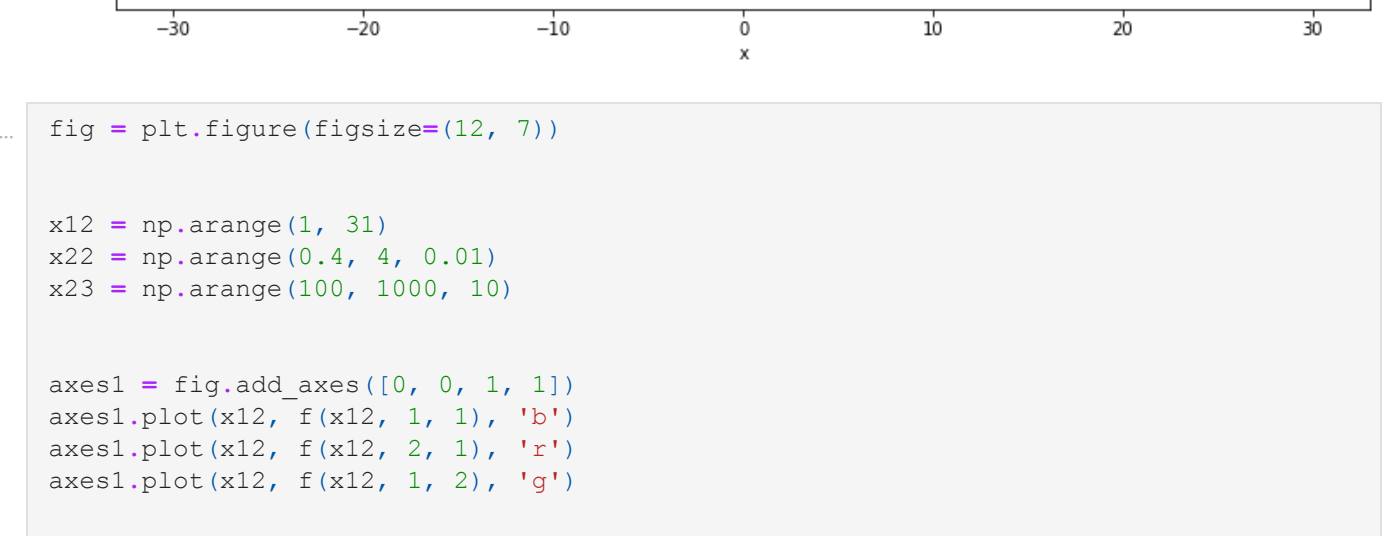 −30 −20 −10 0 10 20 30
x
...
fig = plt.figure(figsize=(12, 7))
x12 = np.arange(1, 31)
x22 = np.arange(0.4, 4, 0.01)
x23 = np.arange(100, 1000, 10)
axes1 = fig.add_axes([0, 0, 1, 1])
axes1.plot(x12, f(x12, 1, 1), 'b')
axes1.plot(x12, f(x12, 2, 1), 'r')
axes1.plot(x12, f(x12, 1, 2), 'g')